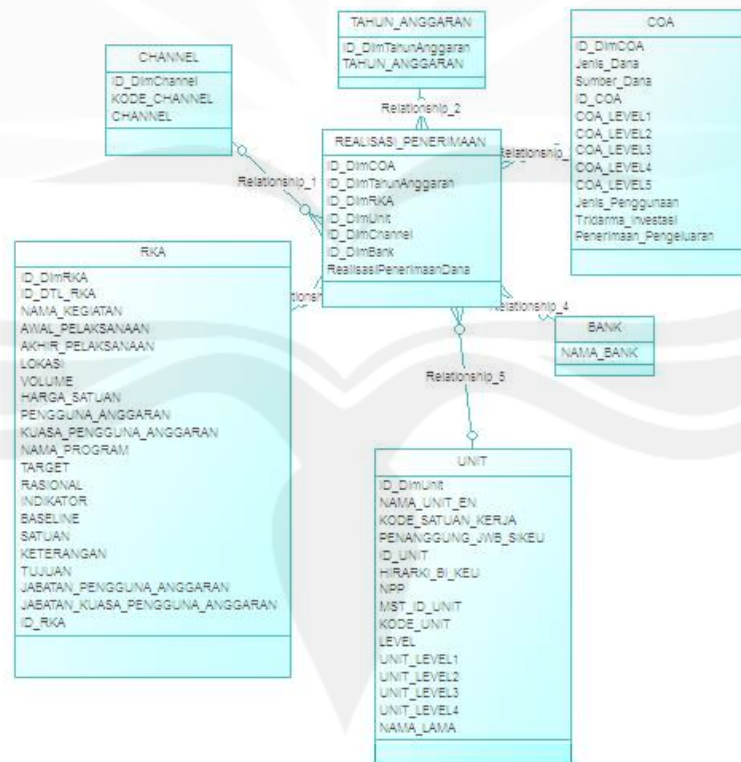 CHANNEL
ID_DimChannel
KODE_CHANNEL
CHANNEL
TAHUN_ANGGARAN
ID_DimTahunAnggaran
TAHUN_ANGGARAN
COA
ID_DimCOA
Jenis_Dana
Sumber_Dana
ID_COA
COA_LEVEL1
COA_LEVEL2
COA_LEVEL3
COA_LEVEL4
COA_LEVEL5
Jenis_Penggunaan
Tridarma_Investasi
Penerimaan_Pengeluaran
Relationship_2
Relationship_1
REALISASI_PENERIMAAN
ID_DimCOA
ID_DimTahunAnggaran
ID_DimRKA
ID_DimUnit
ID_DimChannel
ID_DimBank
RealisasiPenerimaanDana
Relationship_4
BANK
NAMA_BANK
Relationship_5
RKA
ID_DimRKA
ID_DTL_RKA
NAMA_KEGIATAN
AWAL_PELAKSANAAN
AKHIR_PELAKSANAAN
LOKASI
VOLUME
HARGA_SATUAN
PENGGUNA_ANGGARAN
KUASA_PENGGUNA_ANGGARAN
NAMA_PROGRAM
TARGET
RASIONAL
INDIKATOR
BASELINE
SATUAN
KETERANGAN
TUJUAN
JABATAN_PENGGUNA_ANGGARAN
JABATAN_KUASA_PENGGUNA_ANGGARAN
ID_RKA
UNIT
ID_DimUnit
NAMA_UNIT_EN
KODE_SATUAN_KERJA
PENANGGUNG_JWB_SIKEU
ID_UNIT
HIRARKI_BI_KEU
NPP
MST_ID_UNIT
KODE_UNIT
LEVEL
UNIT_LEVEL1
UNIT_LEVEL2
UNIT_LEVEL3
UNIT_LEVEL4
NAMA_LAMA